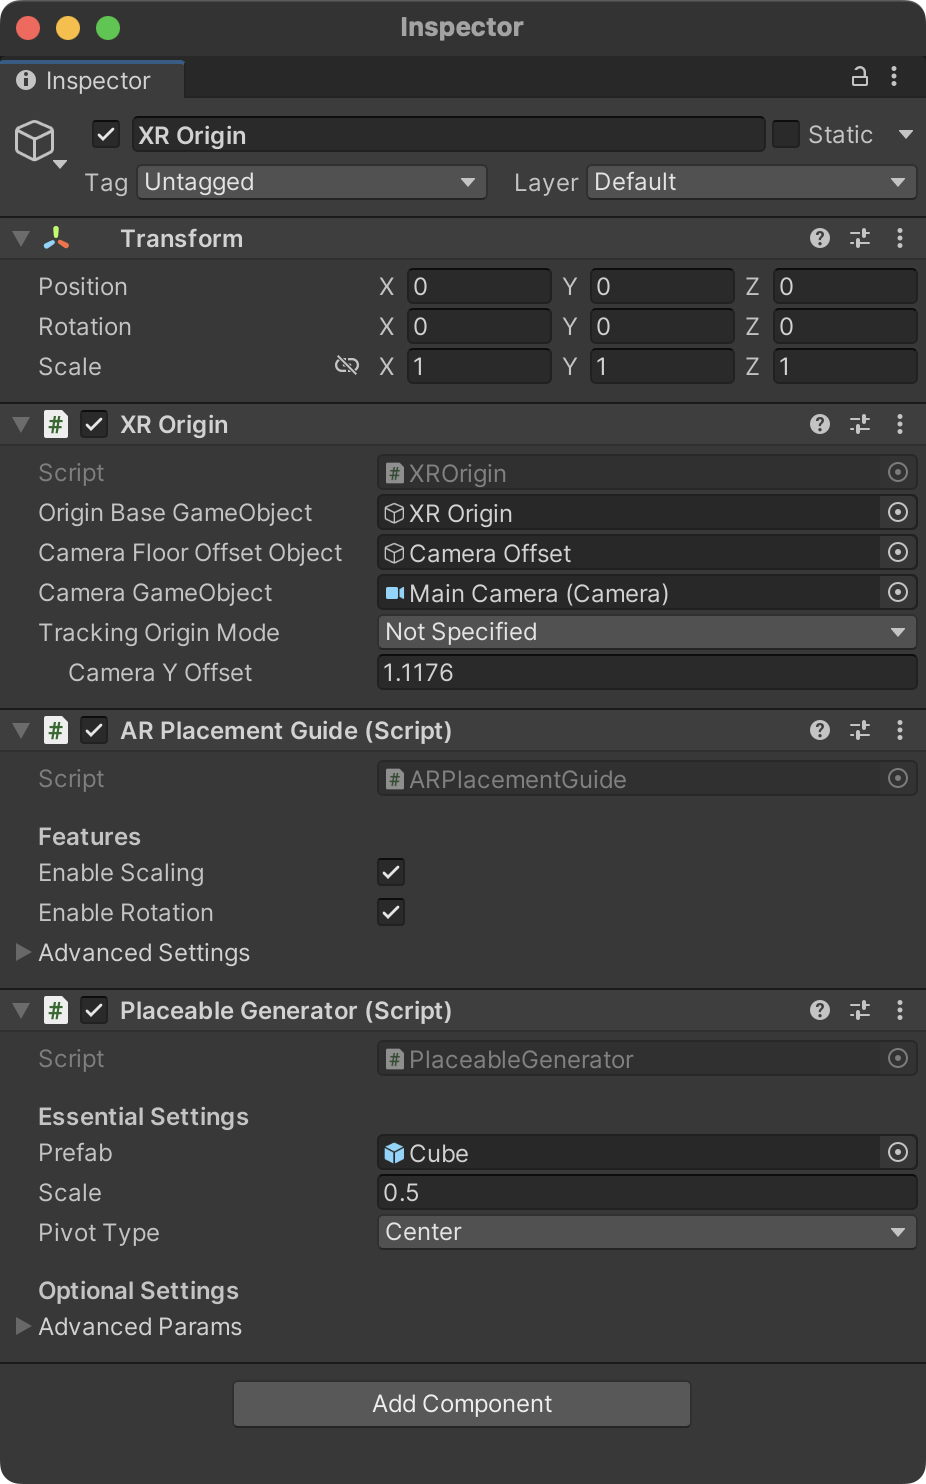 Inspector
Inspector
XR Origin Static
Tag Untagged Layer Default
Transform
Position X 0 Y 0 Z 0
Rotation X 0 Y 0 Z 0
Scale X 1 Y 1 Z 1
# XR Origin
Script # XROrigin
Origin Base GameObject XR Origin
Camera Floor Offset Object Camera Offset
Camera GameObject Main Camera (Camera)
Tracking Origin Mode Not Specified
Camera Y Offset 1.1176
# AR Placement Guide (Script)
Script # ARPlacementGuide
Features
Enable Scaling
Enable Rotation
Advanced Settings
# Placeable Generator (Script)
Script # PlaceableGenerator
Essential Settings
Prefab Cube
Scale 0.5
Pivot Type Center
Optional Settings
Advanced Params
Add Component